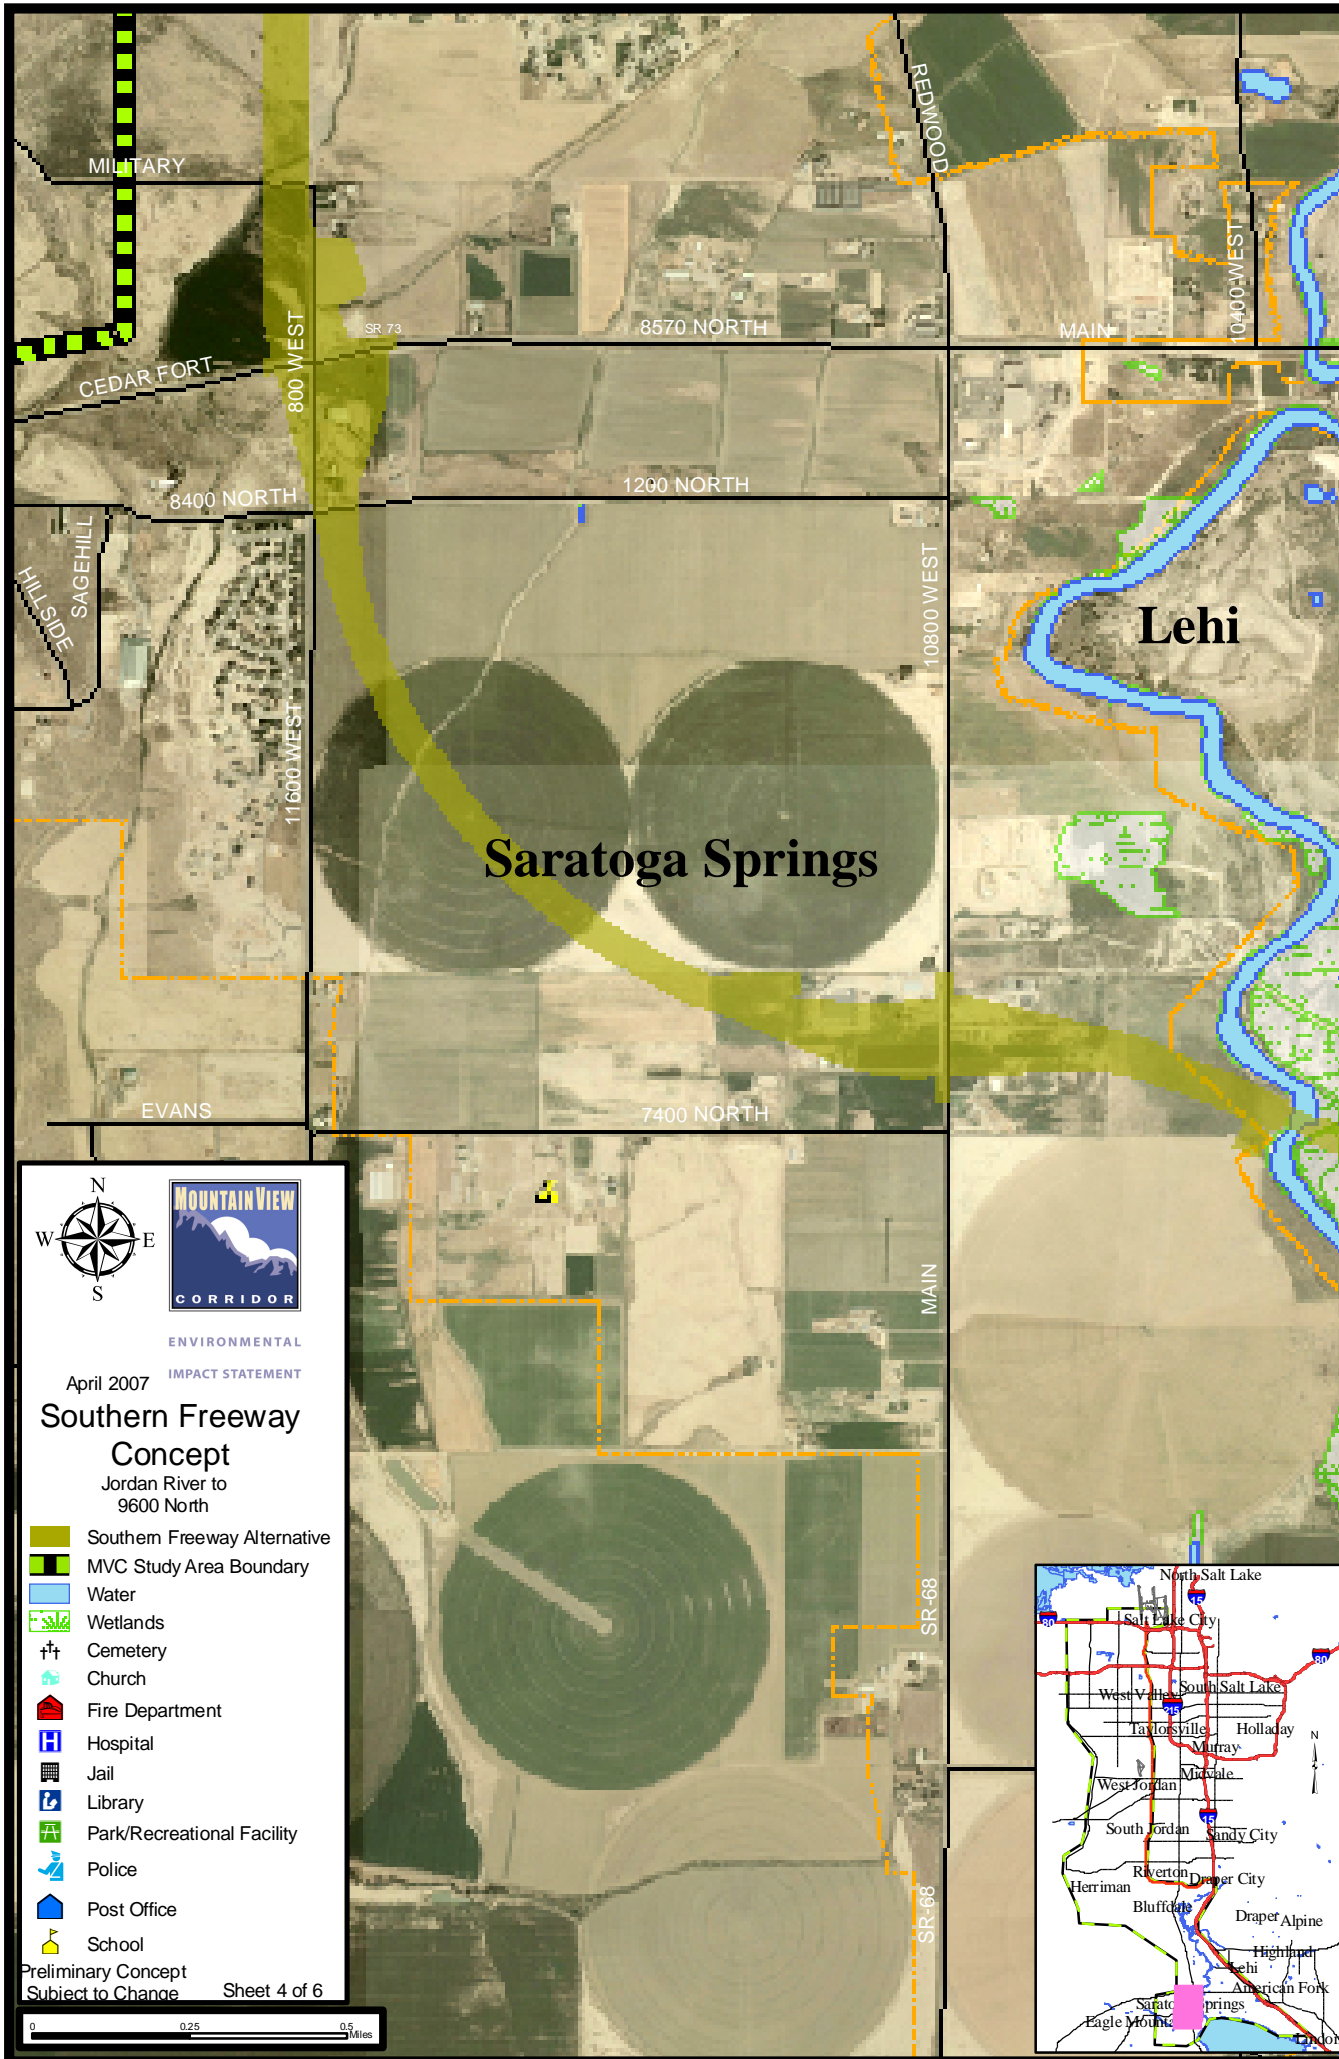 REDWOOD
MILITARY
10400 WEST
SR 73
8570 NORTH
MAIN
800 WEST
CEDAR FORT
8400 NORTH
1200 NORTH
SAGEHILL
HILLSIDE
10800 WEST
Lehi
11600 WEST
Saratoga Springs
EVANS
7400 NORTH
MAIN
SR-68
SR-68
N
W E
S
MOUNTAIN VIEW
CORRIDOR
ENVIRONMENTAL
IMPACT STATEMENT
April 2007
Southern Freeway
Concept
Jordan River to
9600 North
Southern Freeway Alternative
MVC Study Area Boundary
Water
Wetlands
Cemetery
Church
Fire Department
H Hospital
Jail
Library
Park/Recreational Facility
Police
Post Office
School
Preliminary Concept
Subject to Change
Sheet 4 of 6
0 0.25 0.5
Miles
North Salt Lake
15
80
Salt Lake City
80
South Salt Lake
West Valley
215
Taylorsville
Holladay
Murray
N
Midvale
West Jordan
15
South Jordan
Sandy City
Riverton
Draper City
Herriman
Bluffdale
Draper
Alpine
Highland
Lehi
American Fork